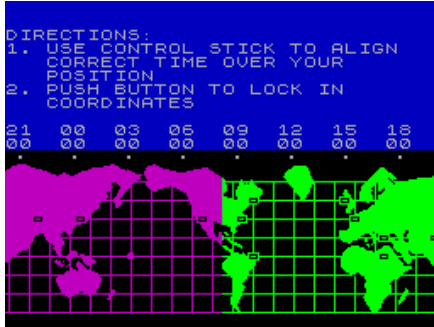 DIRECTIONS:
1. USE CONTROL STICK TO ALIGN
CORRECT TIME OVER YOUR
POSITION
2. PUSH BUTTON TO LOCK IN
COORDINATES
21 00 03 06 09 12 15 18
00 00 00 00 00 00 00 00